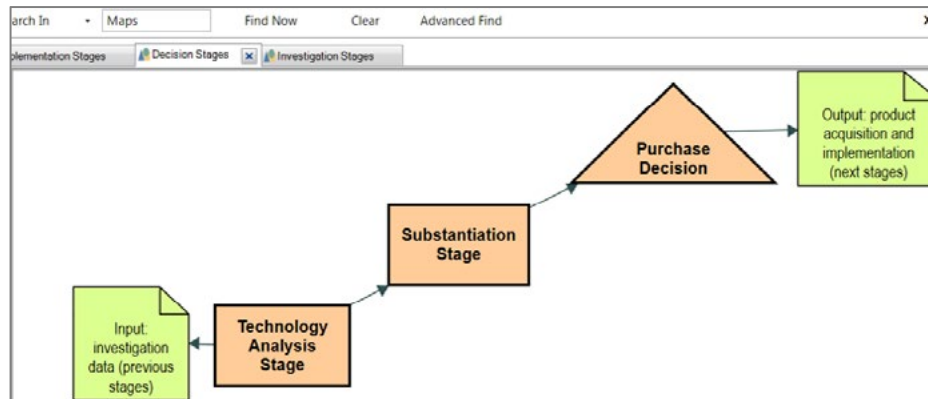 arch In Maps Find Now Clear Advanced Find
plementation Stages Decision Stages Investigation Stages
Output: product
acquisition and
implementation
(next stages)
Purchase
Decision
Substantiation
Stage
Technology
Analysis
Stage
Input:
investigation
data (previous
stages)